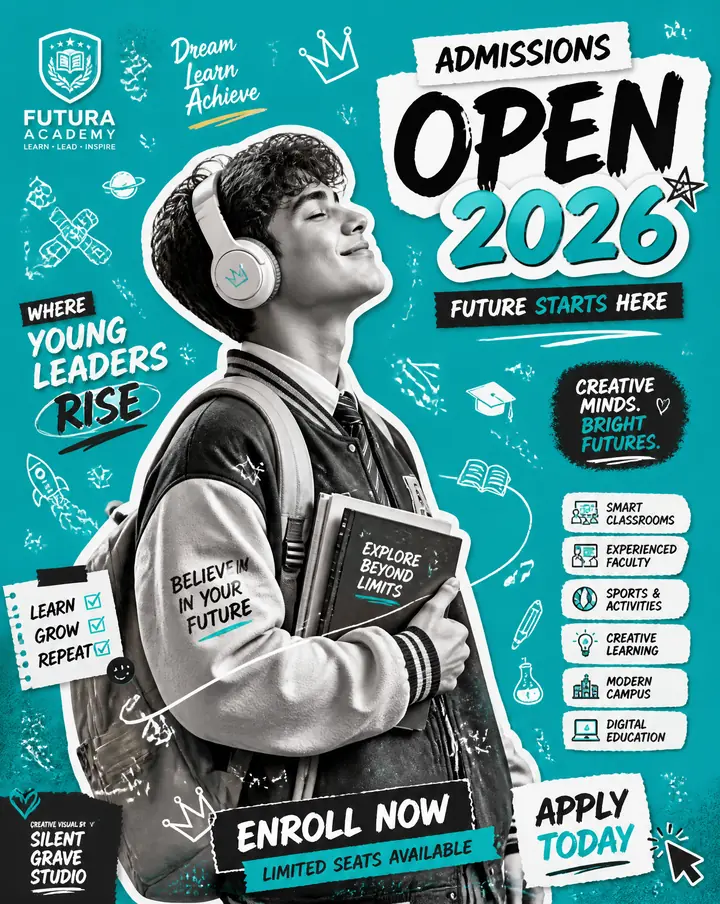 FUTURA
ACADEMY
LEARN • LEAD • INSPIRE
Dream
Learn
Achieve
ADMISSIONS
OPEN
2026
FUTURE STARTS HERE
WHERE
YOUNG
LEADERS
RISE
CREATIVE
MINDS.
BRIGHT
FUTURES.
SMART
CLASSROOMS
EXPERIENCED
FACULTY
SPORTS &
ACTIVITIES
CREATIVE
LEARNING
MODERN
CAMPUS
DIGITAL
EDUCATION
EXPLORE
BEYOND
LIMITS
BELIEVE IN
IN YOUR
FUTURE
LEARN
GROW
REPEAT
ENROLL NOW
LIMITED SEATS AVAILABLE
APPLY
TODAY
CREATIVE VISUAL BY
SILENT
GRAVE
STUDIO